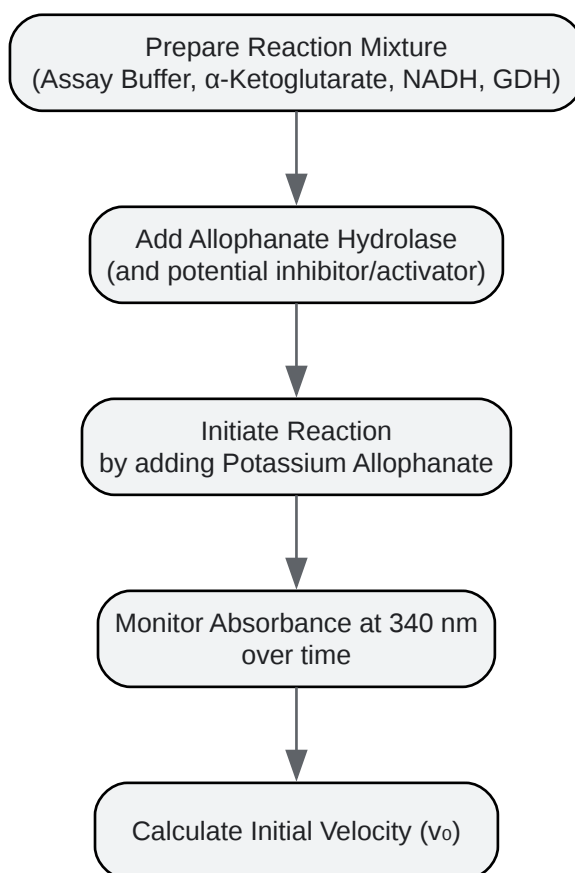 Prepare Reaction Mixture
(Assay Buffer, α-Ketoglutarate, NADH, GDH)
Add Allophanate Hydrolase
(and potential inhibitor/activator)
Initiate Reaction
by adding Potassium Allophanate
Monitor Absorbance at 340 nm
over time
Calculate Initial Velocity (v₀)